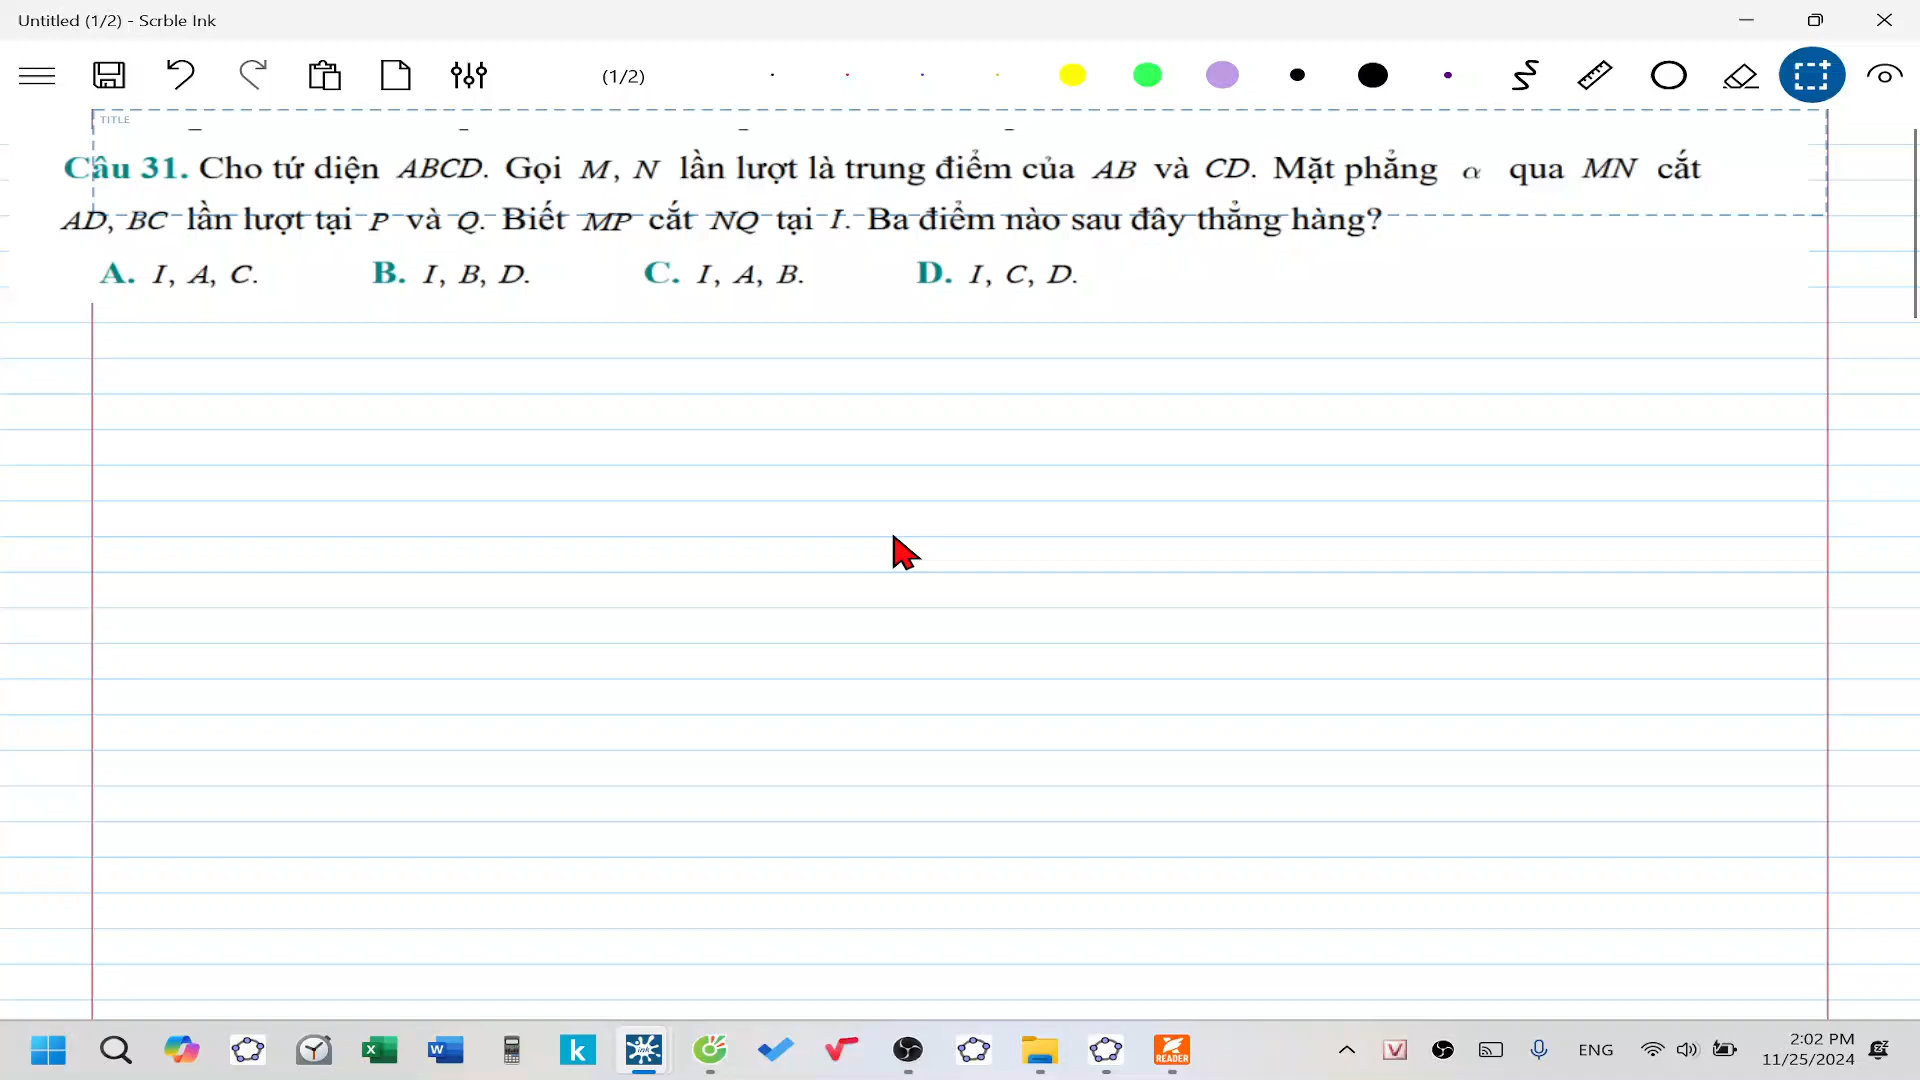 Untitled (1/2) - Scrble Ink
(1/2)
TITLE
Câu 31. Cho tứ diện ABCD. Gọi M, N lần lượt là trung điểm của AB và CD. Mặt phẳng α qua MN cắt
AD, BC lần lượt tại P và Q. Biết MP cắt NQ tại I. Ba điểm nào sau đây thẳng hàng?
A. I, A, C. B. I, B, D. C. I, A, B. D. I, C, D.
ink
READER
ENG
2:02 PM
11/25/2024